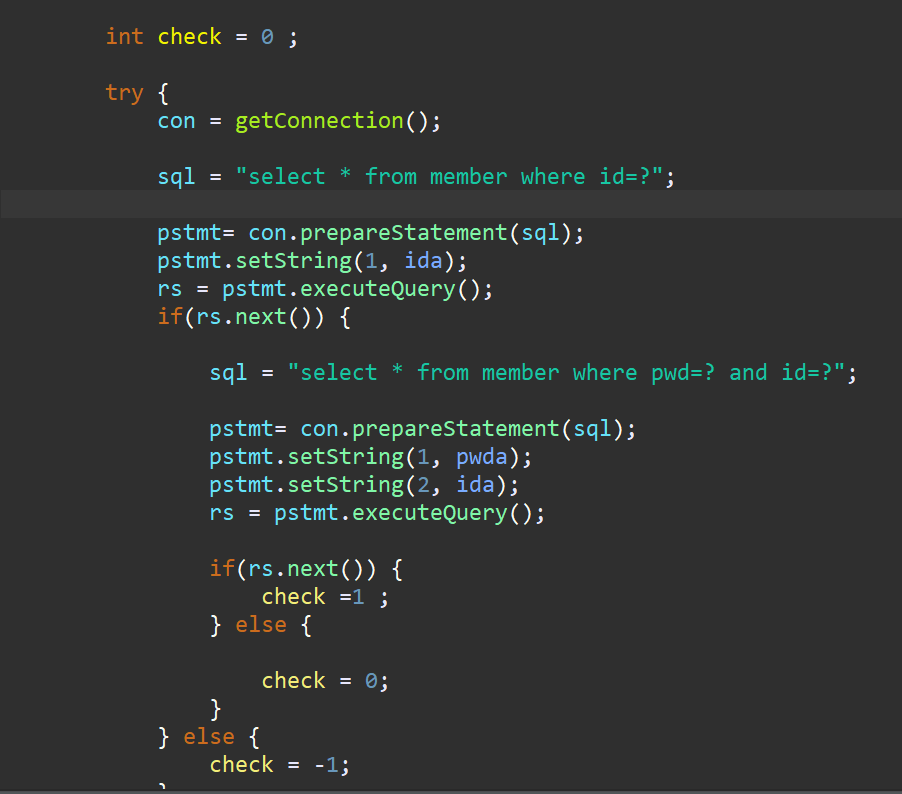 int check = 0 ;
try {
con = getConnection();
sql = "select * from member where id=?";
pstmt= con.prepareStatement(sql);
pstmt.setString(1, ida);
rs = pstmt.executeQuery();
if(rs.next()) {
sql = "select * from member where pwd=? and id=?";
pstmt= con.prepareStatement(sql);
pstmt.setString(1, pwda);
pstmt.setString(2, ida);
rs = pstmt.executeQuery();
if(rs.next()) {
check =1 ;
} else {
check = 0;
}
} else {
check = -1;
}